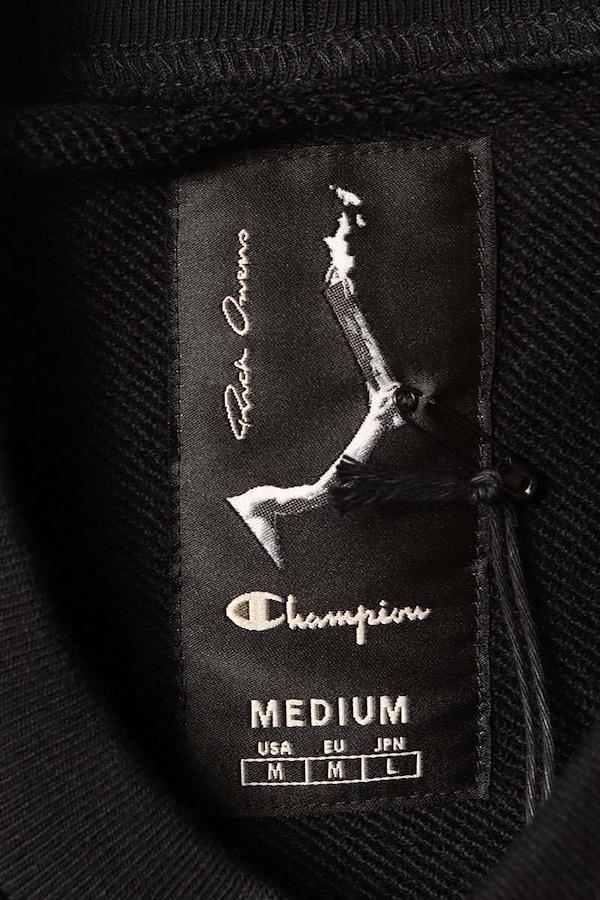 Rick Owens
Champion
MEDIUM
USA EU JPN
M M L